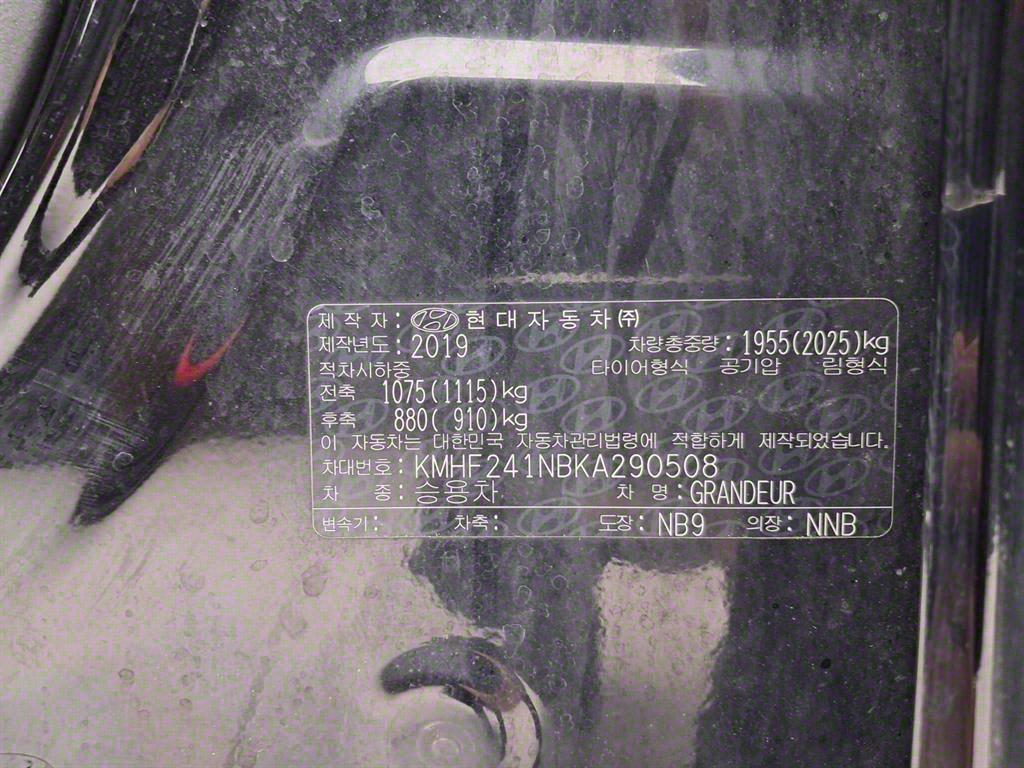 제작자: 현대자동차(주)
제작년도: 2019 차량총중량: 1955(2025)kg
적차시하중 타이어형식 공기압 림형식
전축 1075(1115)kg
후축 880( 910)kg
이 자동차는 대한민국 자동차관리법령에 적합하게 제작되었습니다.
차대번호: KMHF241NBKA290508
차 종: 승용차 차 명: GRANDEUR
변속기: 차축: 도장: NB9 의장: NNB